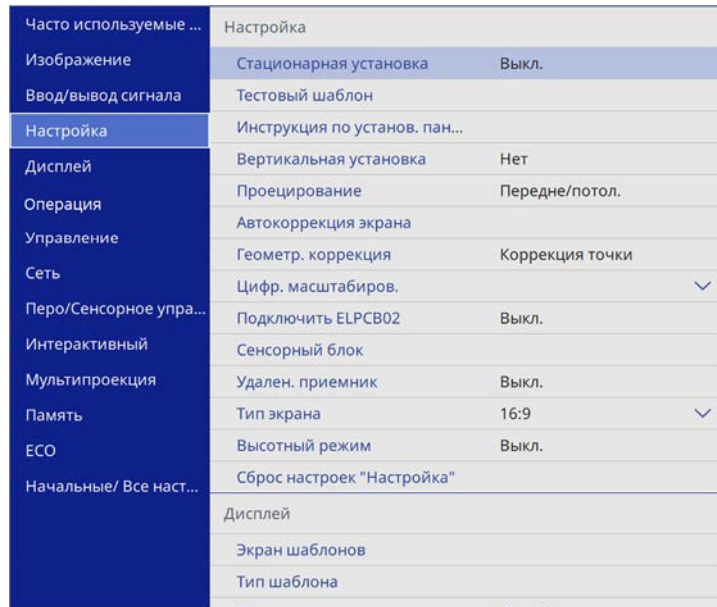 Часто используемые ...
Изображение
Ввод/вывод сигнала
Настройка
Дисплей
Операция
Управление
Сеть
Перо/Сенсорное упра...
Интерактивный
Мультипроекция
Память
ECO
Начальные/ Все наст...
Настройка
Стационарная установка Выкл.
Тестовый шаблон
Инструкция по установ. пан...
Вертикальная установка Нет
Проецирование Передне/потол.
Автокоррекция экрана
Геометр. коррекция Коррекция точки
Цифр. масштабиров.
Подключить ELPCB02 Выкл.
Сенсорный блок
Удален. приемник Выкл.
Тип экрана 16:9
Высотный режим Выкл.
Сброс настроек "Настройка"
Дисплей
Экран шаблонов
Тип шаблона